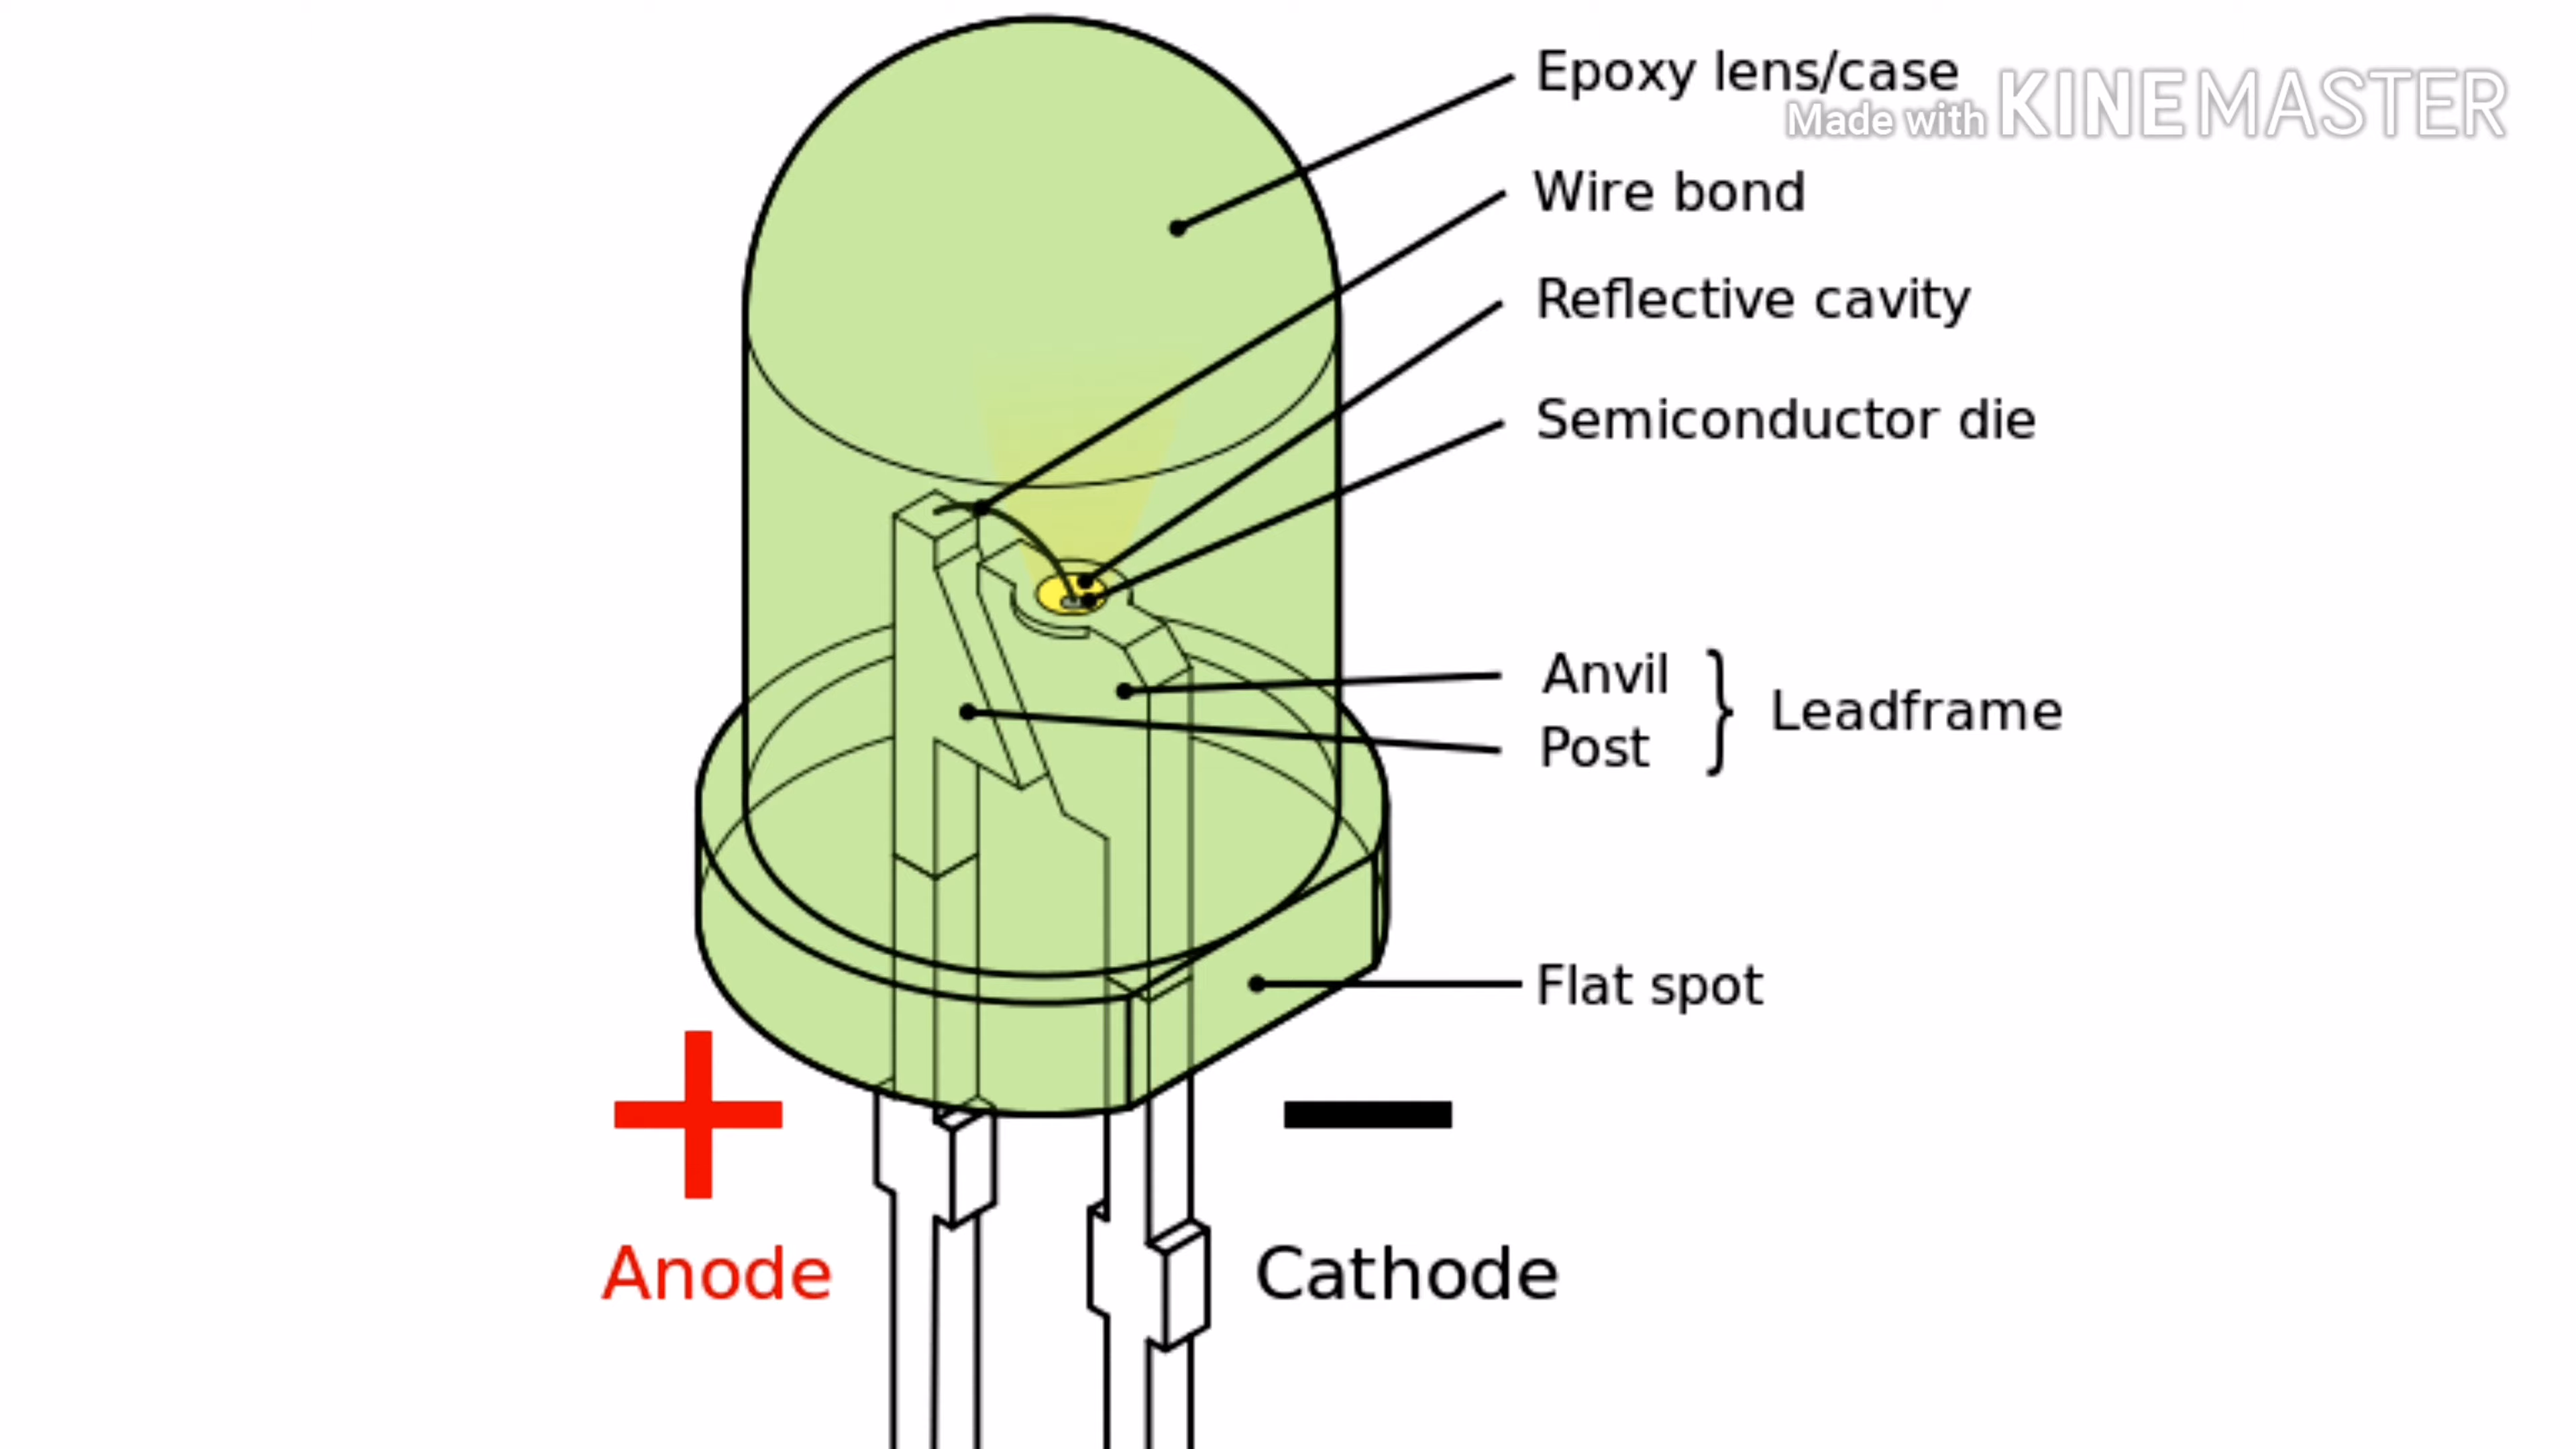 Epoxy lens/case
Made with KINEMASTER
Wire bond
Reflective cavity
Semiconductor die
Anvil
Post
} Leadframe
Flat spot
+
−
Anode
Cathode